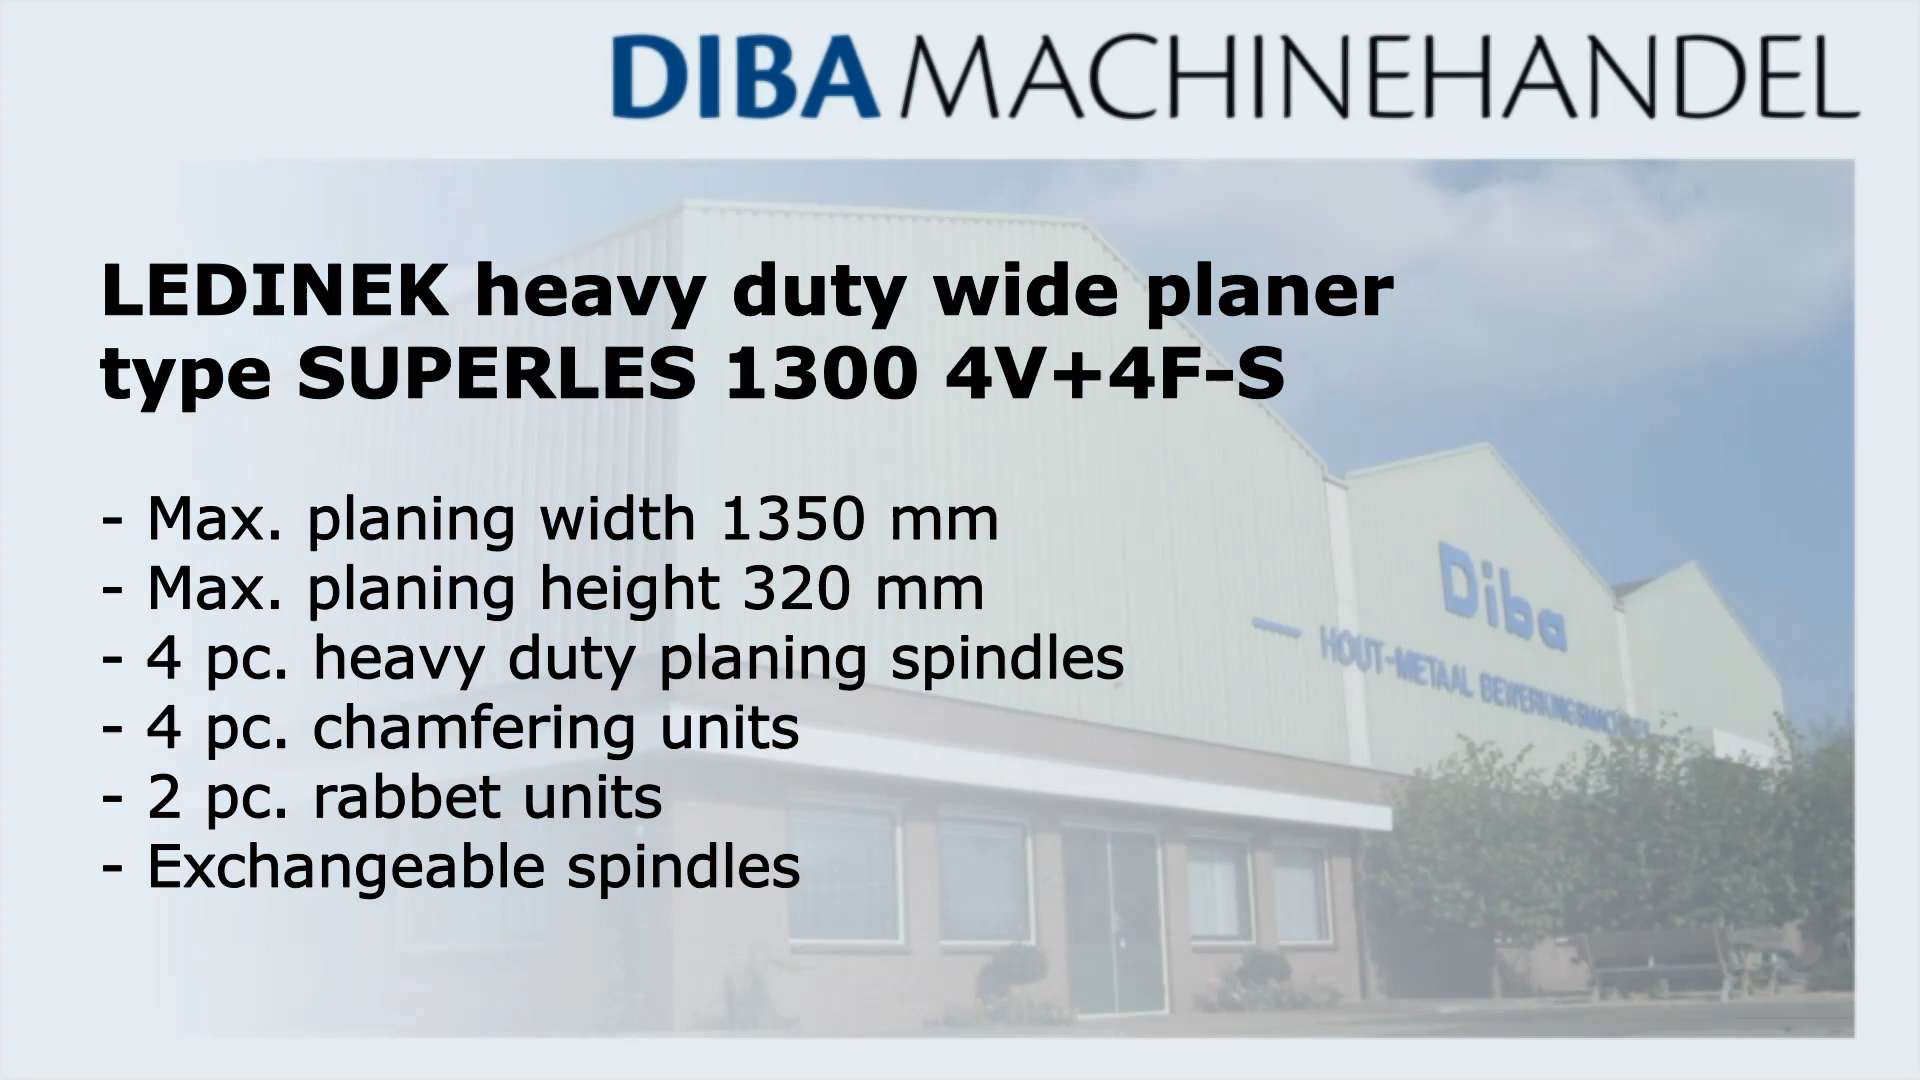 DIBA MACHINEHANDEL
LEDINEK heavy duty wide planer
type SUPERLES 1300 4V+4F-S
- Max. planing width 1350 mm
- Max. planing height 320 mm
- 4 pc. heavy duty planing spindles
- 4 pc. chamfering units
- 2 pc. rabbet units
- Exchangeable spindles
Diba
HOUT-METAAL